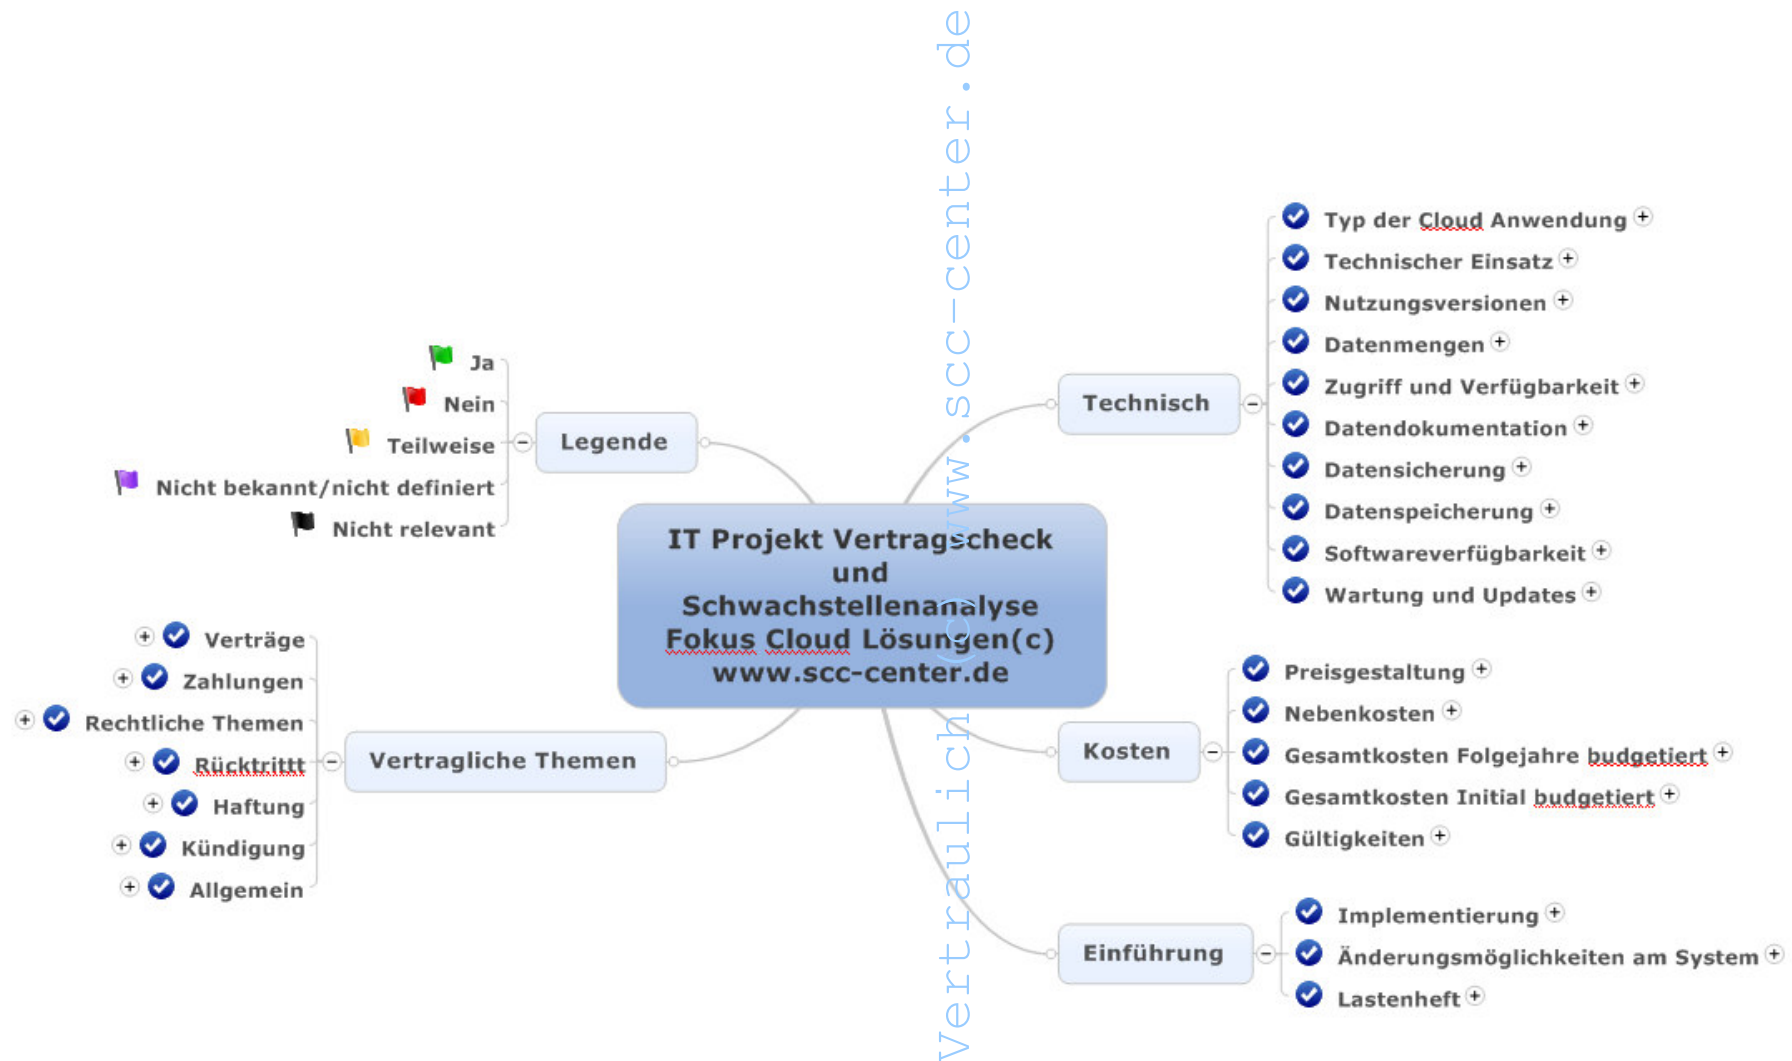 IT Projekt Vertragscheck
und
Schwachstellenanalyse
Fokus Cloud Lösungen(c)
www.scc-center.de
Legende
Ja
Nein
Teilweise
Nicht bekannt/nicht definiert
Nicht relevant
Vertragliche Themen
Verträge
Zahlungen
Rechtliche Themen
Rücktrittt
Haftung
Kündigung
Allgemein
Technisch
Typ der Cloud Anwendung
Technischer Einsatz
Nutzungsversionen
Datenmengen
Zugriff und Verfügbarkeit
Datendokumentation
Datensicherung
Datenspeicherung
Softwareverfügbarkeit
Wartung und Updates
Kosten
Preisgestaltung
Nebenkosten
Gesamtkosten Folgejahre budgetiert
Gesamtkosten Initial budgetiert
Gültigkeiten
Einführung
Implementierung
Änderungsmöglichkeiten am System
Lastenheft
Vertraulich (c) www.scc-center.de